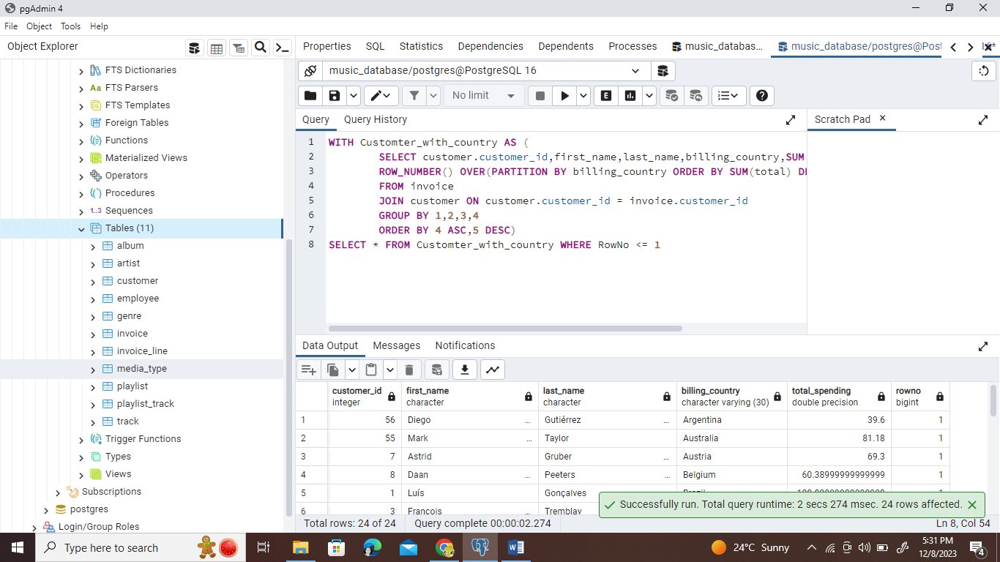 pgAdmin 4
File Object Tools Help
Object Explorer
FTS Dictionaries
Aa FTS Parsers
FTS Templates
Foreign Tables
Functions
Materialized Views
Operators
Procedures
1..3 Sequences
Tables (11)
album
artist
customer
employee
genre
invoice
invoice_line
media_type
playlist
playlist_track
track
Trigger Functions
Types
Views
Subscriptions
postgres
Login/Group Roles
Properties SQL Statistics Dependencies Dependents Processes music_databas... music_database/postgres@Post
music_database/postgres@PostgreSQL 16
No limit E
Query Query History
Scratch Pad
1 WITH Customter_with_country AS (
2 SELECT customer.customer_id,first_name,last_name,billing_country,SUM
3 ROW_NUMBER() OVER(PARTITION BY billing_country ORDER BY SUM(total) DE
4 FROM invoice
5 JOIN customer ON customer.customer_id = invoice.customer_id
6 GROUP BY 1,2,3,4
7 ORDER BY 4 ASC,5 DESC)
8 SELECT * FROM Customter_with_country WHERE RowNo <= 1
Data Output Messages Notifications
customer_id first_name last_name billing_country total_spending rowno
integer character character character varying (30) double precision bigint
1 56 Diego ... Gutiérrez ... Argentina 39.6 1
2 55 Mark ... Taylor ... Australia 81.18 1
3 7 Astrid ... Gruber ... Austria 69.3 1
4 8 Daan ... Peeters ... Belgium 60.38999999999999 1
5 1 Luís ... Gonçalves
6 3 François ... Tremblay
Successfully run. Total query runtime: 2 secs 274 msec. 24 rows affected.
Total rows: 24 of 24 Query complete 00:00:02.274 Ln 8, Col 54
Type here to search
24°C Sunny
5:31 PM
12/8/2023
4